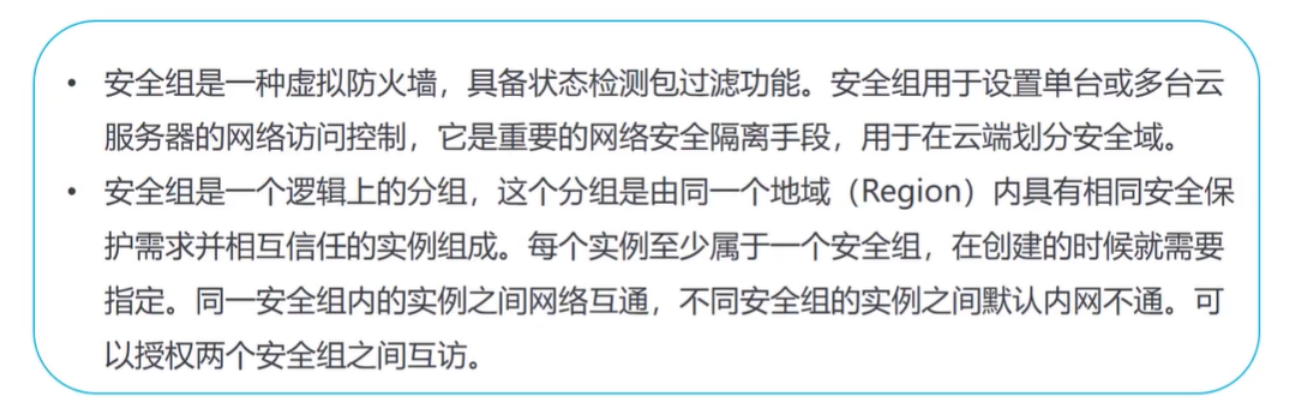 • 安全组是一种虚拟防火墙，具备状态检测包过滤功能。安全组用于设置单台或多台云
服务器的网络访问控制，它是重要的网络安全隔离手段，用于在云端划分安全域。
• 安全组是一个逻辑上的分组，这个分组是由同一个地域（Region）内具有相同安全保
护需求并相互信任的实例组成。每个实例至少属于一个安全组，在创建的时候就需要
指定。同一安全组内的实例之间网络互通，不同安全组的实例之间默认内网不通。可
以授权两个安全组之间互访。